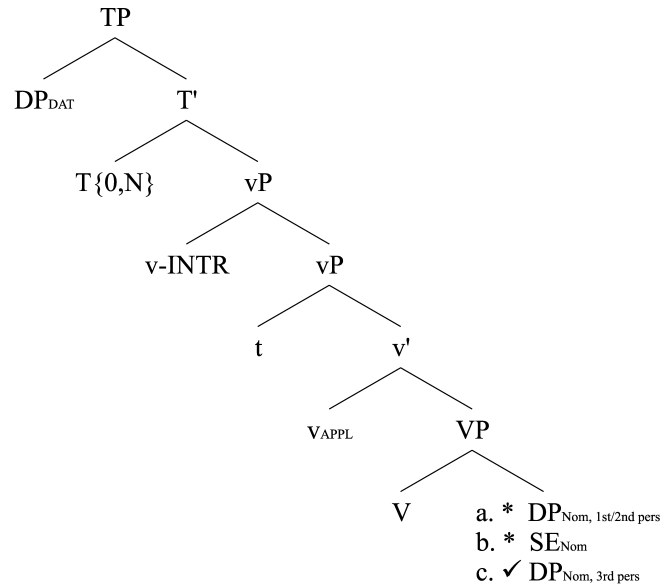 TP
DPDAT T'
T{0,N} vP
v-INTR vP
t v'
vAPPL VP
V a. * DPNom, 1st/2nd pers
b. * SENom
c. ✓ DPNom, 3rd pers